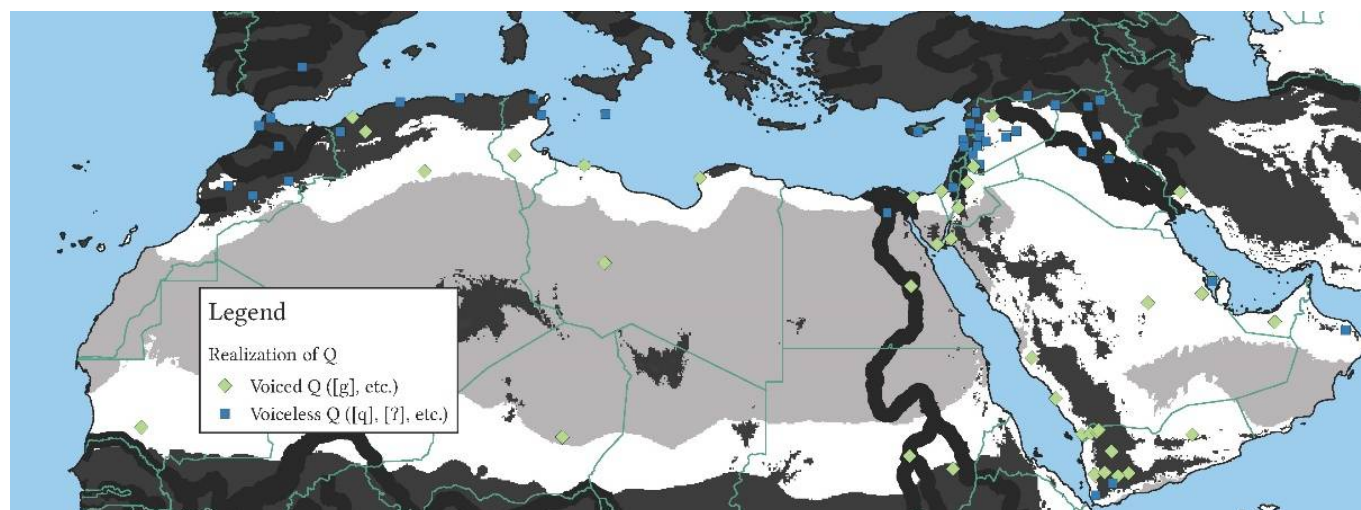 Legend
Realization of Q
Voiced Q ([g], etc.)
Voiceless Q ([q], [ʔ], etc.)